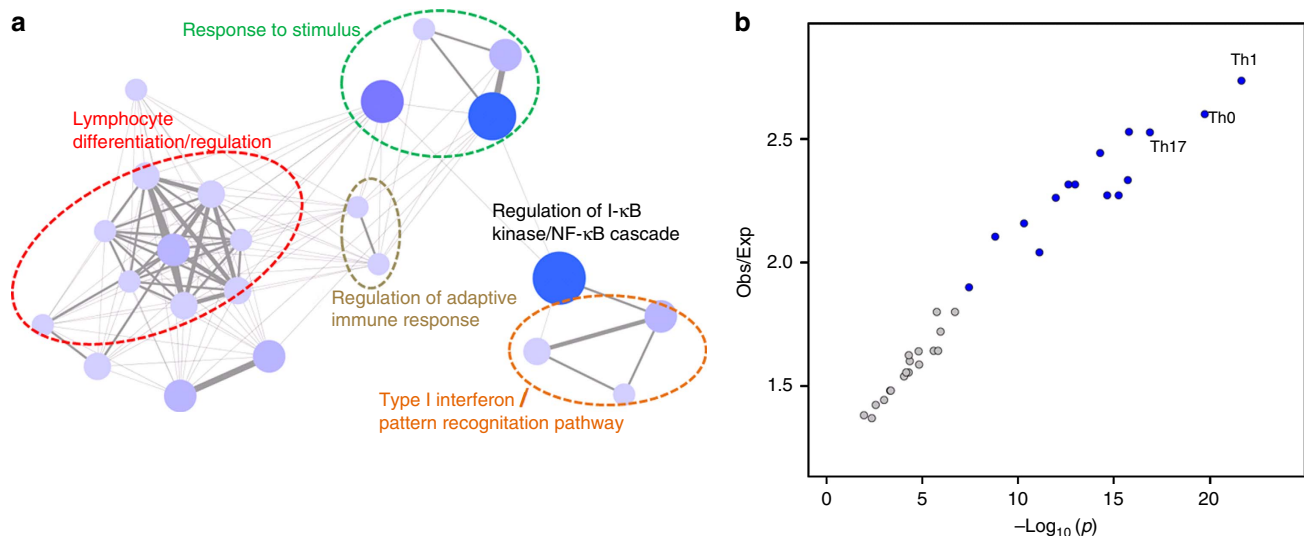 a
Response to stimulus
Lymphocyte
differentiation/regulation
Regulation of I-κB
kinase/NF-κB cascade
Regulation of adaptive
immune response
Type I interferon
pattern recognitation pathway
b
Th1
Th0
Th17
2.5
2.0
1.5
Obs/Exp
0 5 10 15 20
–Log10 (p)